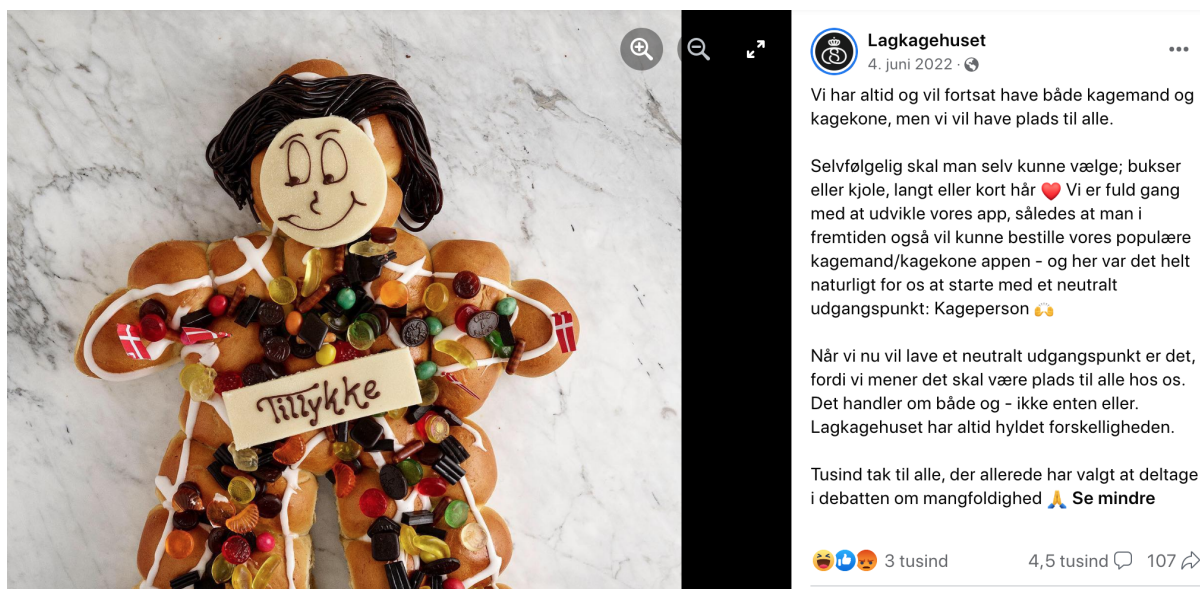 Tillykke
Lagkagehuset
4. juni 2022 ·
Vi har altid og vil fortsat have både kagemand og
kagekone, men vi vil have plads til alle.
Selvfølgelig skal man selv kunne vælge; bukser
eller kjole, langt eller kort hår ❤️ Vi er fuld gang
med at udvikle vores app, således at man i
fremtiden også vil kunne bestille vores populære
kagemand/kagekone appen - og her var det helt
naturligt for os at starte med et neutralt
udgangspunkt: Kageperson 🙌
Når vi nu vil lave et neutralt udgangspunkt er det,
fordi vi mener det skal være plads til alle hos os.
Det handler om både og - ikke enten eller.
Lagkagehuset har altid hyldet forskelligheden.
Tusind tak til alle, der allerede har valgt at deltage
i debatten om mangfoldighed 🙏 Se mindre
3 tusind 4,5 tusind 107